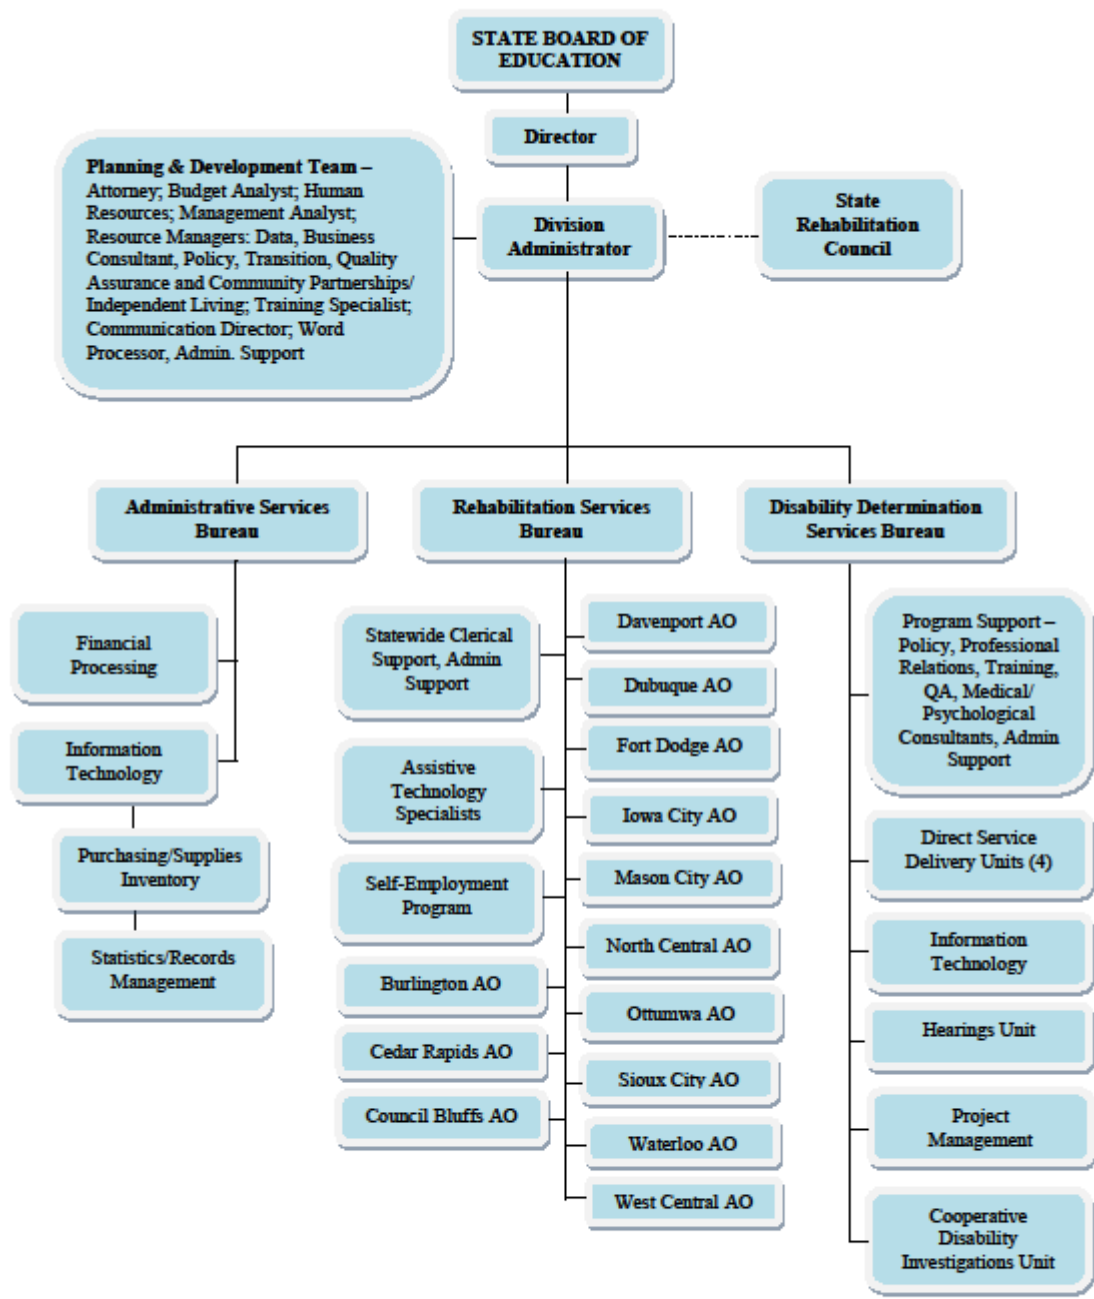 STATE BOARD OF
EDUCATION
Director
Planning & Development Team –
Attorney; Budget Analyst; Human
Resources; Management Analyst;
Resource Managers: Data, Business
Consultant, Policy, Transition, Quality
Assurance and Community Partnerships/
Independent Living; Training Specialist;
Communication Director; Word
Processor, Admin. Support
Division
Administrator
State
Rehabilitation
Council
Administrative Services
Bureau
Rehabilitation Services
Bureau
Disability Determination
Services Bureau
Financial
Processing
Information
Technology
Purchasing/Supplies
Inventory
Statistics/Records
Management
Statewide Clerical
Support, Admin
Support
Assistive
Technology
Specialists
Self-Employment
Program
Burlington AO
Cedar Rapids AO
Council Bluffs AO
Davenport AO
Dubuque AO
Fort Dodge AO
Iowa City AO
Mason City AO
North Central AO
Ottumwa AO
Sioux City AO
Waterloo AO
West Central AO
Program Support –
Policy, Professional
Relations, Training,
QA, Medical/
Psychological
Consultants, Admin
Support
Direct Service
Delivery Units (4)
Information
Technology
Hearings Unit
Project
Management
Cooperative
Disability
Investigations Unit